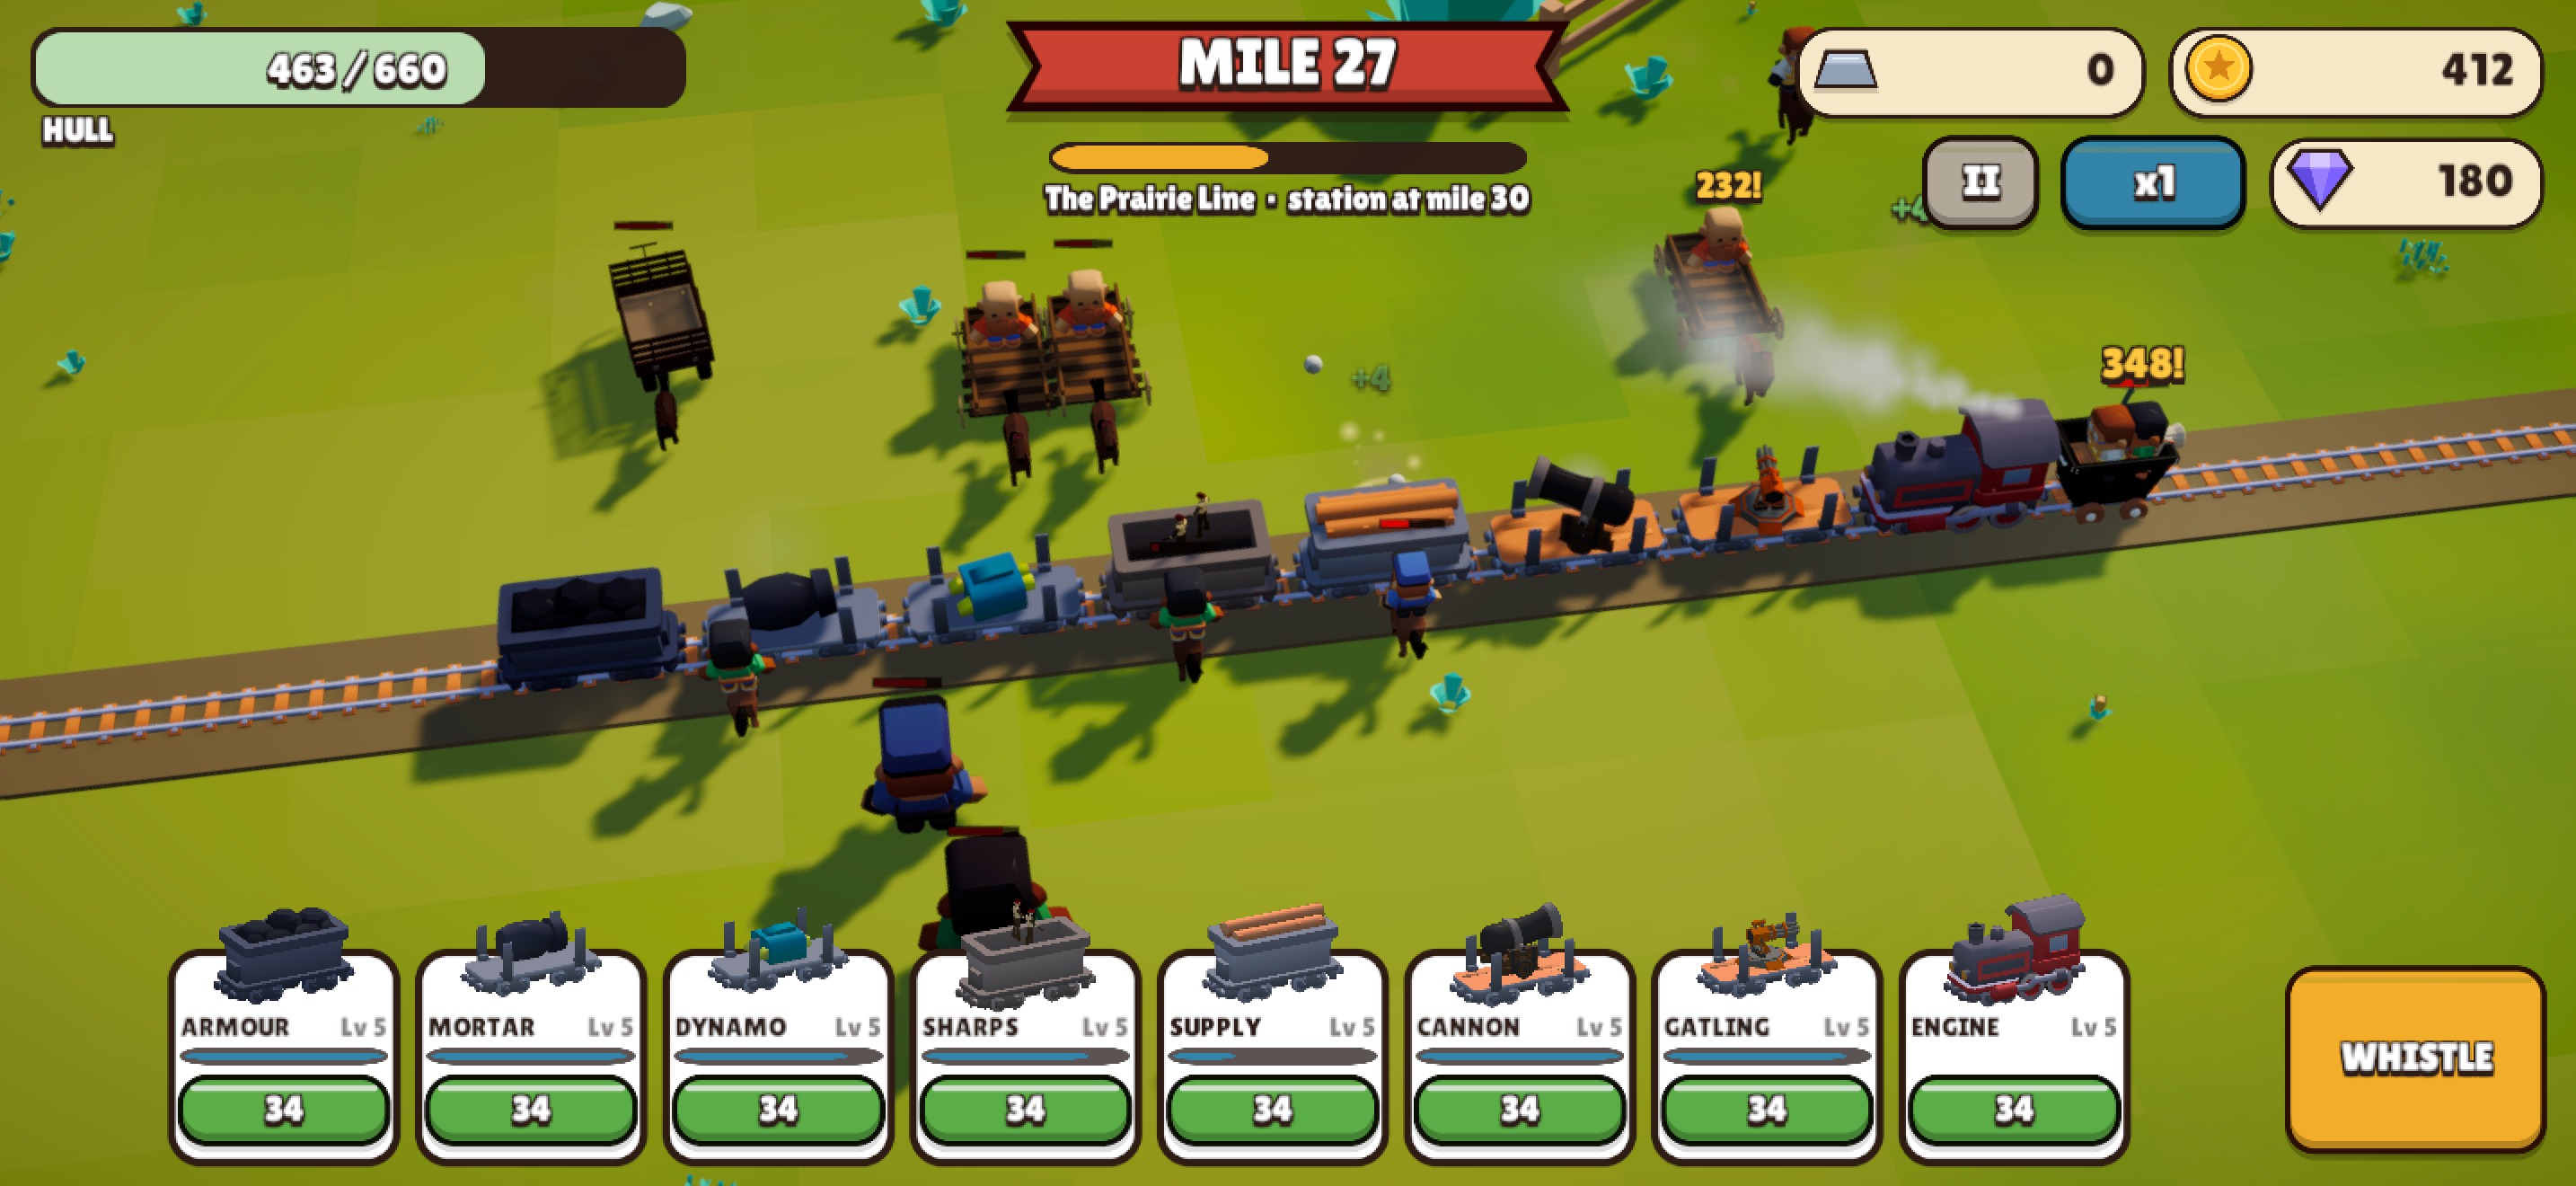 463/660
HULL
MILE 27
The Prairie Line · station at mile 30
0
412
II
x1
180
232!
+4
+4
348!
ARMOUR Lv 5
34
MORTAR Lv 5
34
DYNAMO Lv 5
34
SHARPS Lv 5
34
SUPPLY Lv 5
34
CANNON Lv 5
34
GATLING Lv 5
34
ENGINE Lv 5
34
WHISTLE